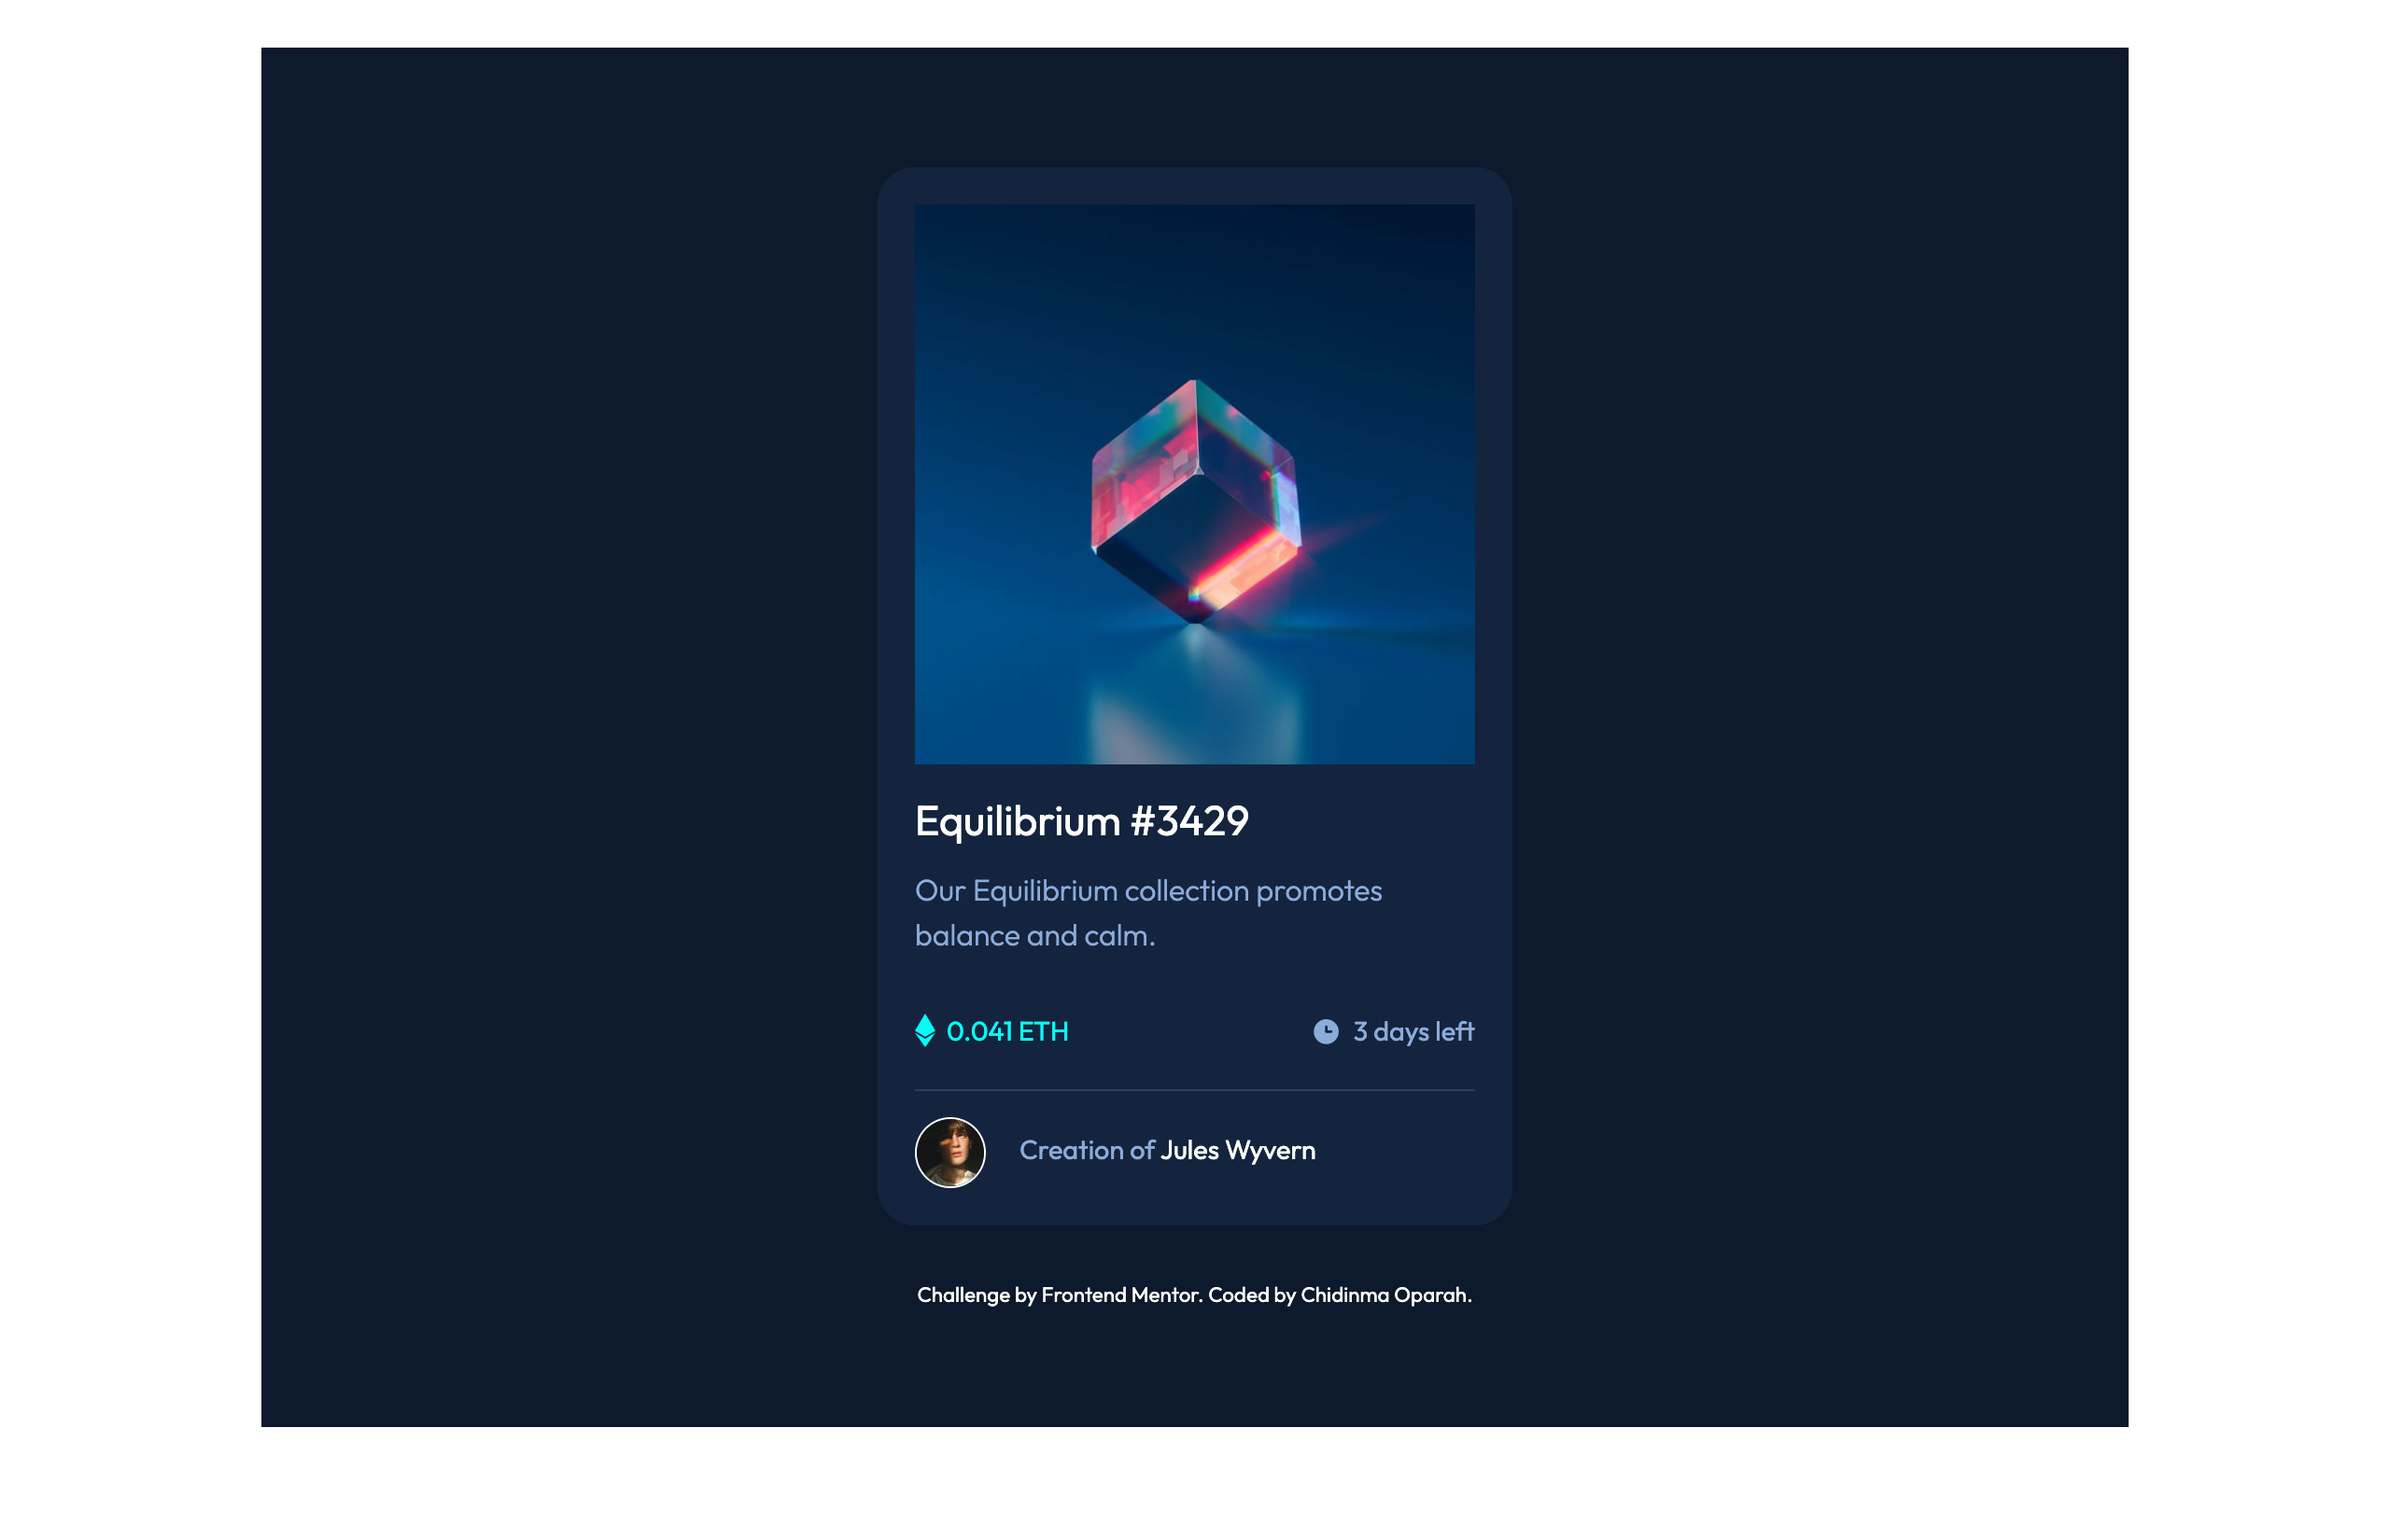 Equilibrium #3429
Our Equilibrium collection promotes
balance and calm.
0.041 ETH
3 days left
Creation of Jules Wyvern
Challenge by Frontend Mentor. Coded by Chidinma Oparah.